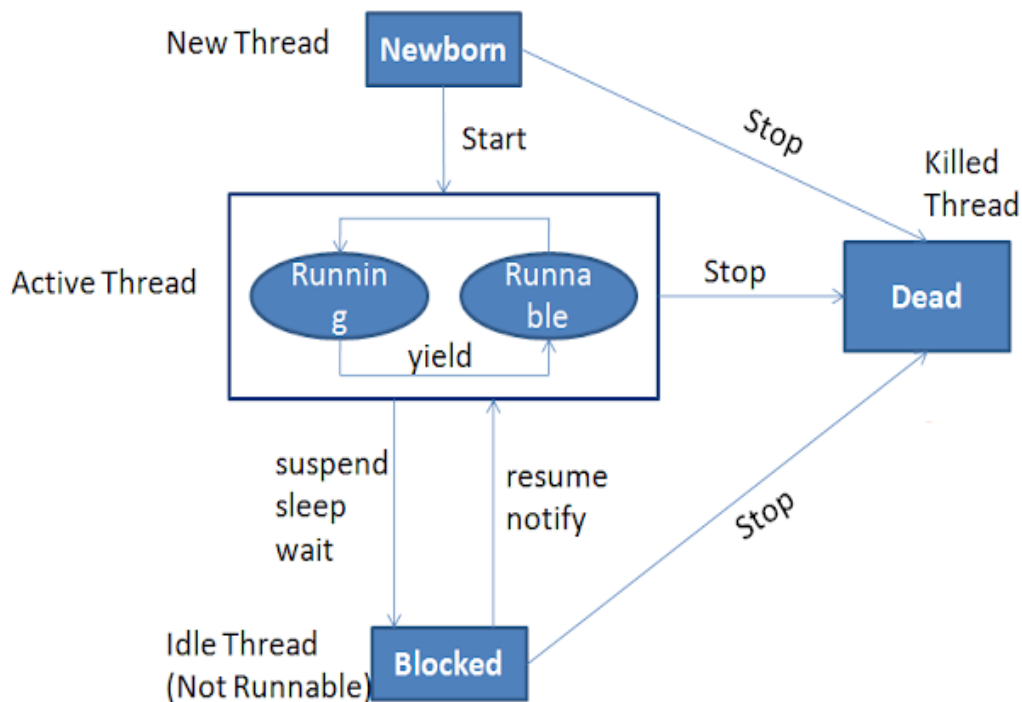 New Thread
Newborn
Start
Stop
Killed
Thread
Active Thread
Runnin
g
Runna
ble
yield
Stop
Dead
suspend
sleep
wait
resume
notify
Stop
Idle Thread
(Not Runnable)
Blocked